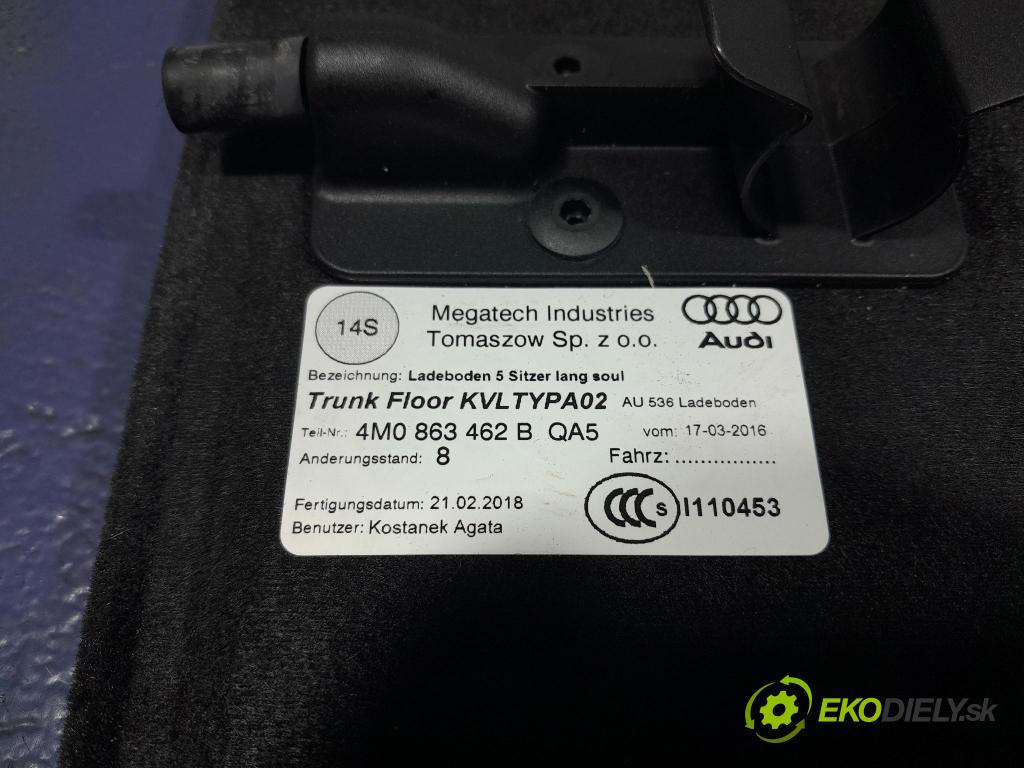 14S
Megatech Industries
Tomaszow Sp. z o.o.
Audi
Bezeichnung: Ladeboden 5 Sitzer lang soul
Trunk Floor KVLTYPA02 AU 536 Ladeboden
Teil-Nr.: 4M0 863 462 B QA5 vom: 17-03-2016
Anderungsstand: 8 Fahrz: ................
Fertigungsdatum: 21.02.2018
Benutzer: Kostanek Agata
CCC S I110453
EKODIELY.sk